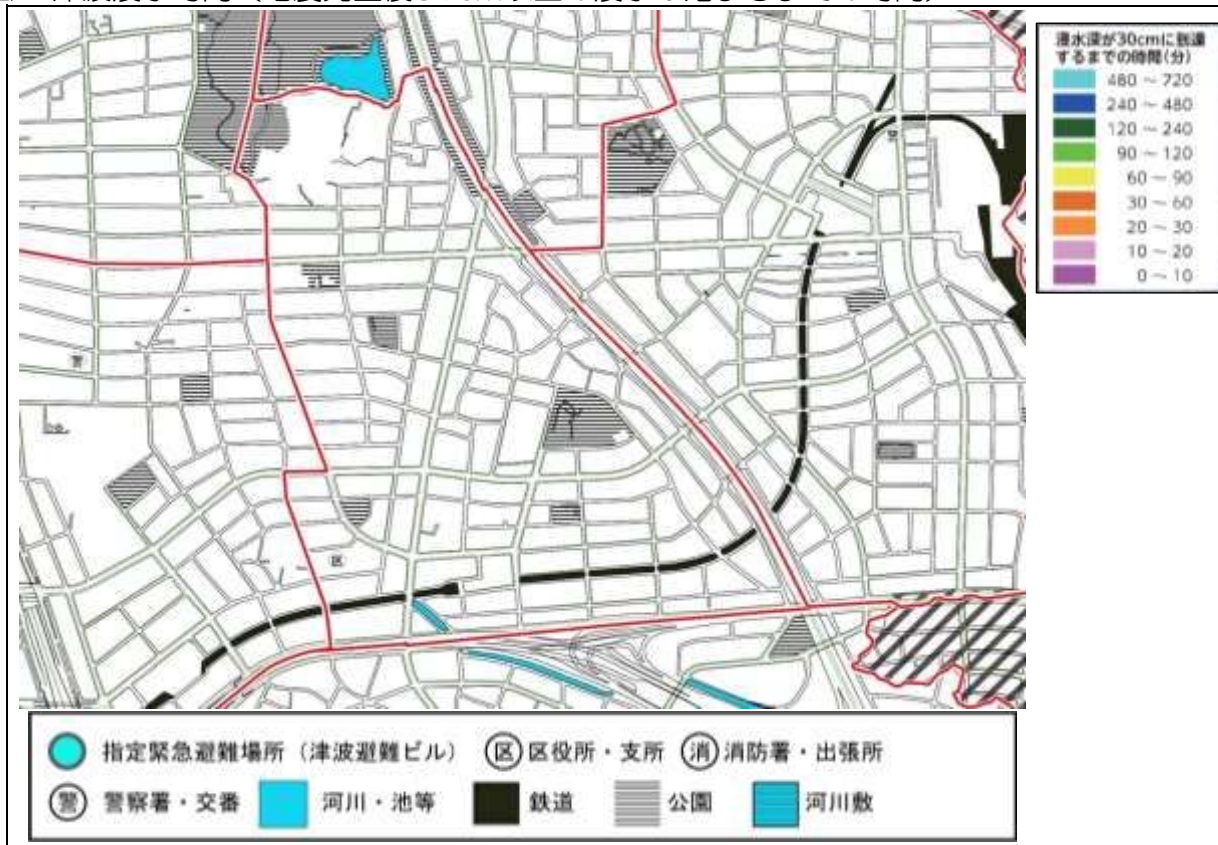 浸水深が30cmに到達
するまでの時間(分)
480 ~ 720
240 ~ 480
120 ~ 240
90 ~ 120
60 ~ 90
30 ~ 60
20 ~ 30
10 ~ 20
0 ~ 10
警
区
指定緊急避難場所（津波避難ビル） 区 区役所・支所 消 消防署・出張所
警 警察署・交番 河川・池等 鉄道 公園 河川敷